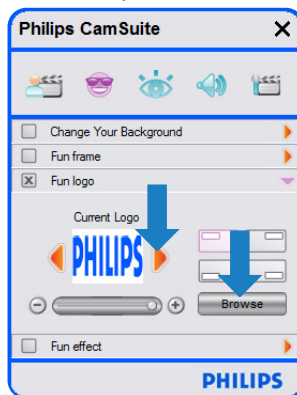 Philips CamSuite
Change Your Background
Fun frame
Fun logo
Current Logo
PHILIPS
Browse
Fun effect
PHILIPS